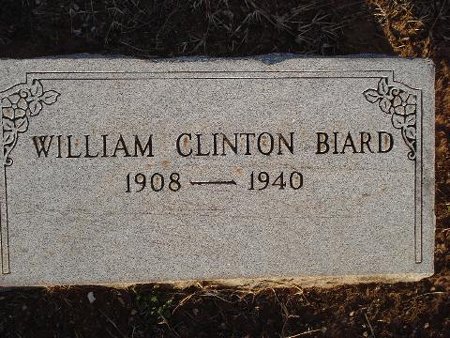 WILLIAM CLINTON BIARD
1908 — 1940